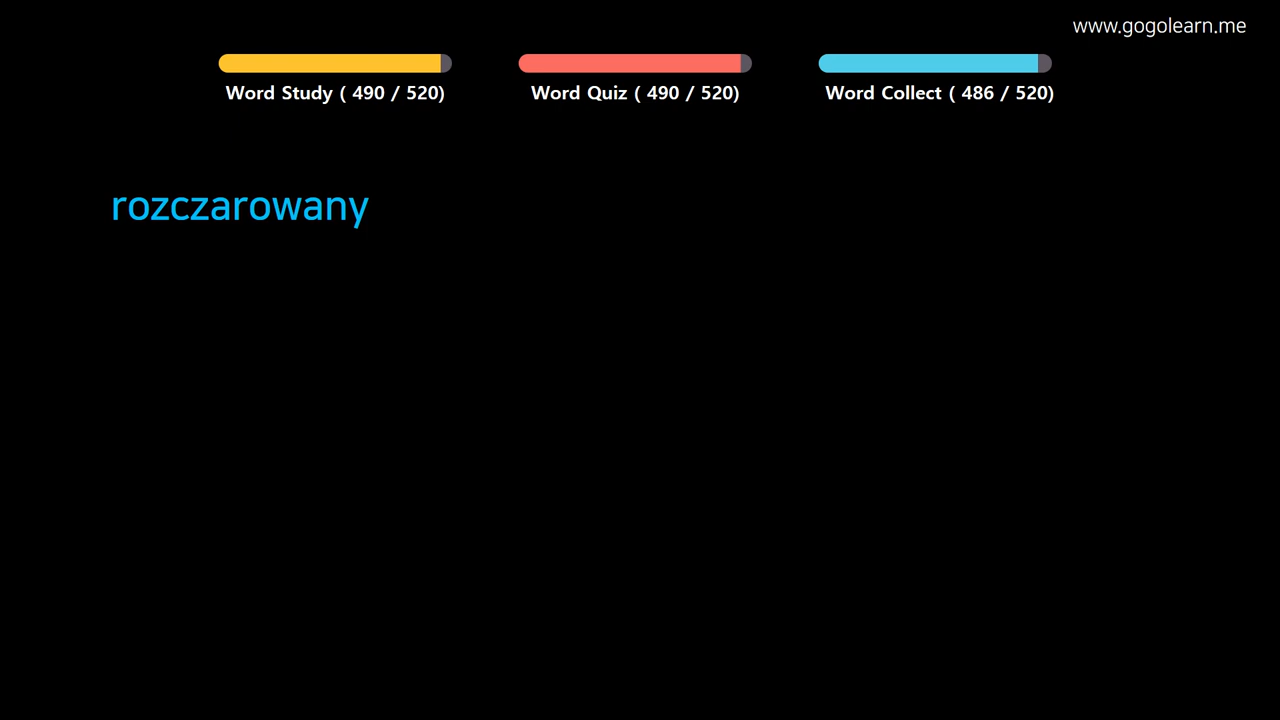 www.gogolearn.me
Word Study ( 490 / 520)
Word Quiz ( 490 / 520)
Word Collect ( 486 / 520)
rozczarowany